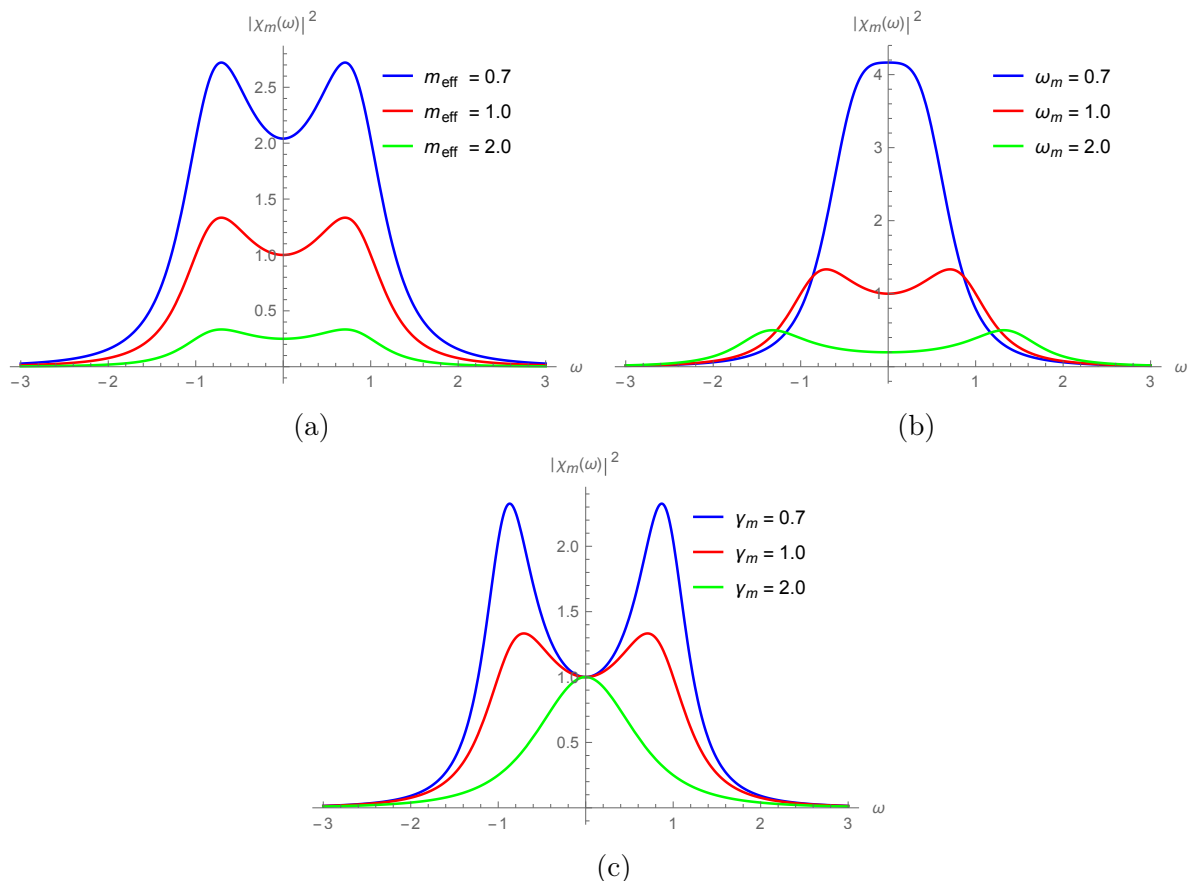 |χₘ(ω)|²
m_eff = 0.7
m_eff = 1.0
m_eff = 2.0
2.5
2.0
1.5
1.0
0.5
−3 −2 −1 1 2 3 ω
(a)
|χₘ(ω)|²
ωₘ = 0.7
ωₘ = 1.0
ωₘ = 2.0
4
3
2
1
−3 −2 −1 1 2 3 ω
(b)
|χₘ(ω)|²
γₘ = 0.7
γₘ = 1.0
γₘ = 2.0
2.0
1.5
1.0
0.5
−3 −2 −1 1 2 3 ω
(c)